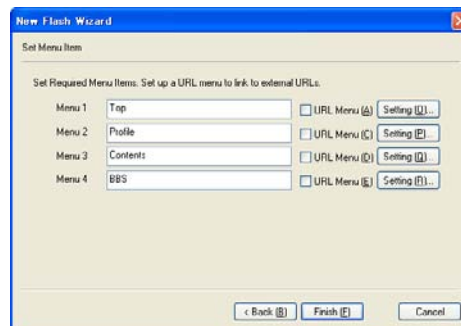 New Flash Wizard
Set Menu Item
Set Required Menu Items. Set up a URL menu to link to external URLs.
Menu 1 Top URL Menu (A) Setting (U)...
Menu 2 Profile URL Menu (C) Setting (P)...
Menu 3 Contents URL Menu (D) Setting (Q)...
Menu 4 BBS URL Menu (E) Setting (R)...
< Back (B) Finish (F) Cancel